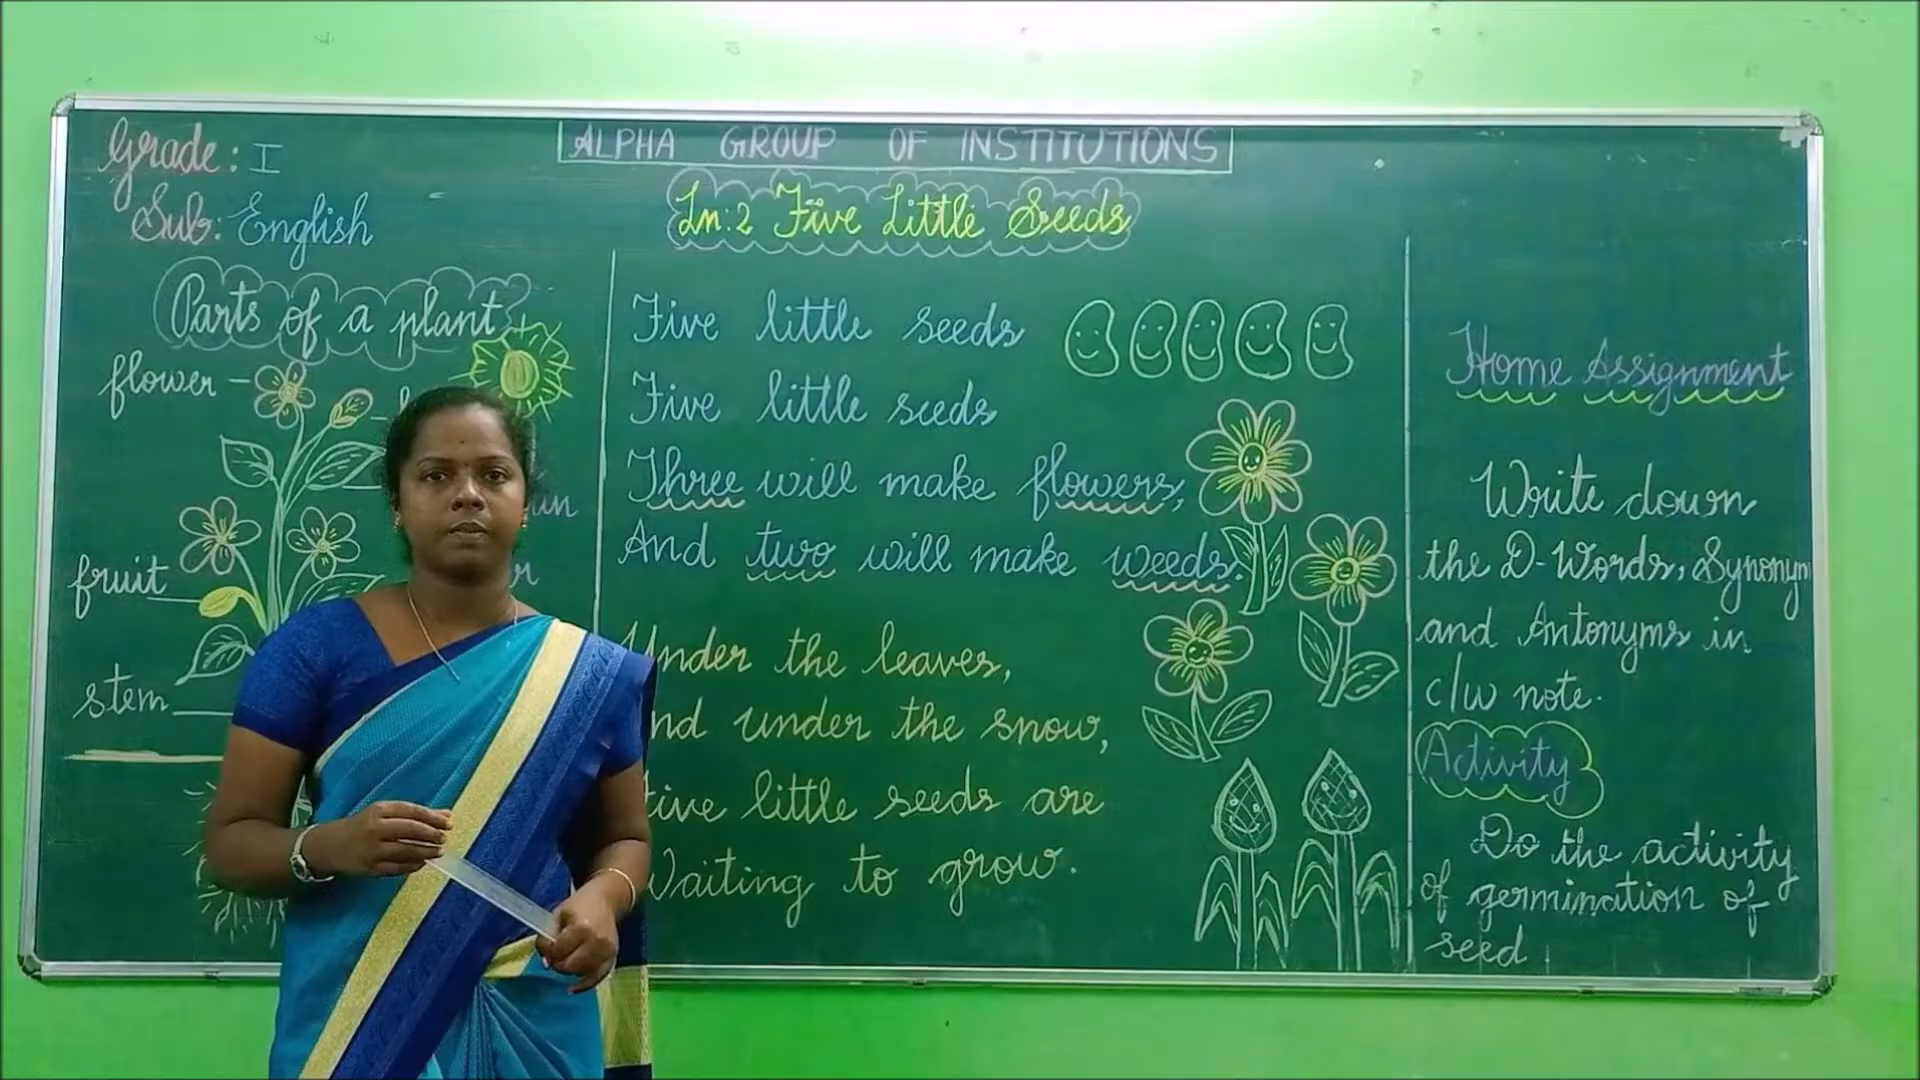 Grade: I
ALPHA GROUP OF INSTITUTIONS
Sub: English
Ln: 2 Five Little Seeds
Parts of a plant
flower
fruit
stem
Five little seeds
Five little seeds
Three will make flowers,
And two will make weeds.
Under the leaves,
And under the snow,
Five little seeds are
Waiting to grow.
Home Assignment
Write down
the D-Words, Synonym
and Antonyms in
c/w note.
Activity
Do the activity
of germination of
seed